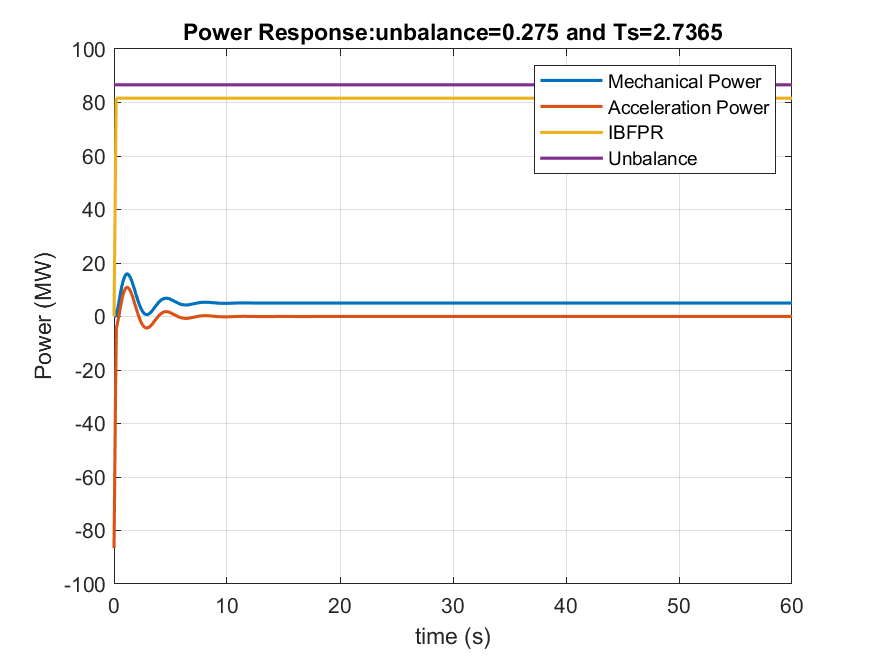 Power Response:unbalance=0.275 and Ts=2.7365
100
80
60
40
20
0
-20
-40
-60
-80
-100
Power (MW)
Mechanical Power
Acceleration Power
IBFPR
Unbalance
0 10 20 30 40 50 60
time (s)